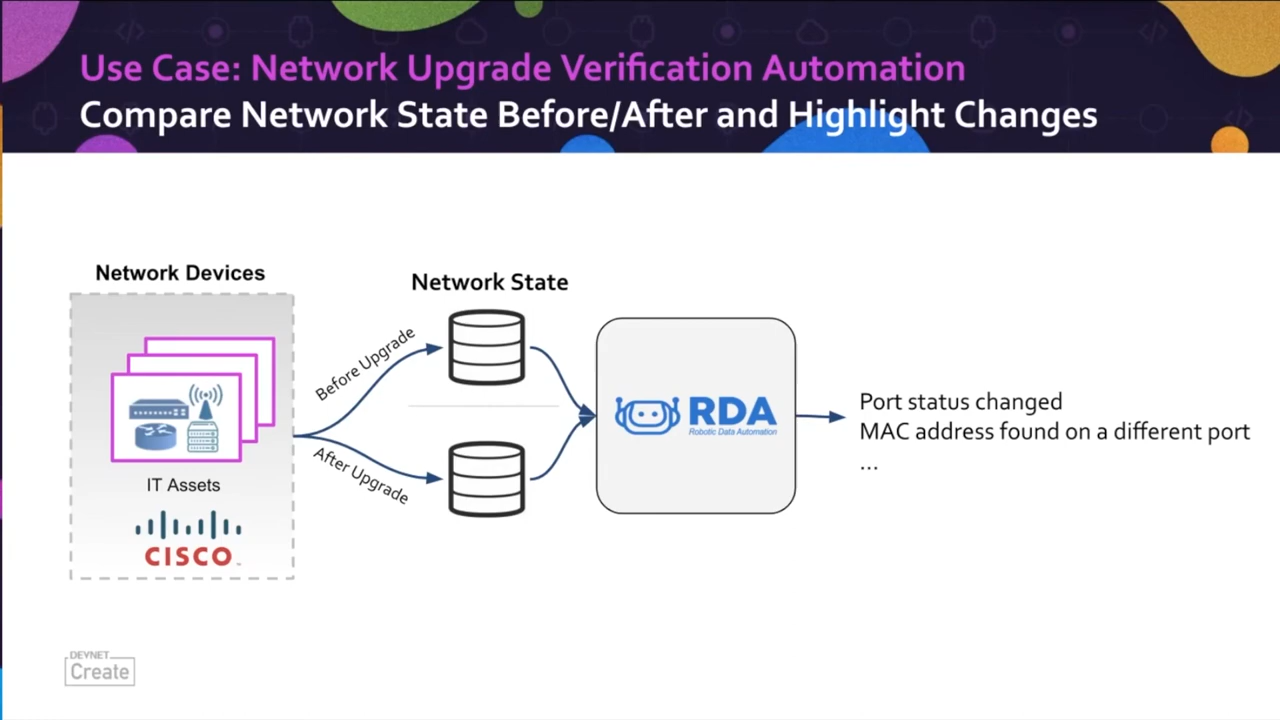 Use Case: Network Upgrade Verification Automation
Compare Network State Before/After and Highlight Changes
Network Devices
IT Assets
CISCO
Network State
Before Upgrade
After Upgrade
RDA
Robotic Data Automation
Port status changed
MAC address found on a different port
...
DEVNET
Create